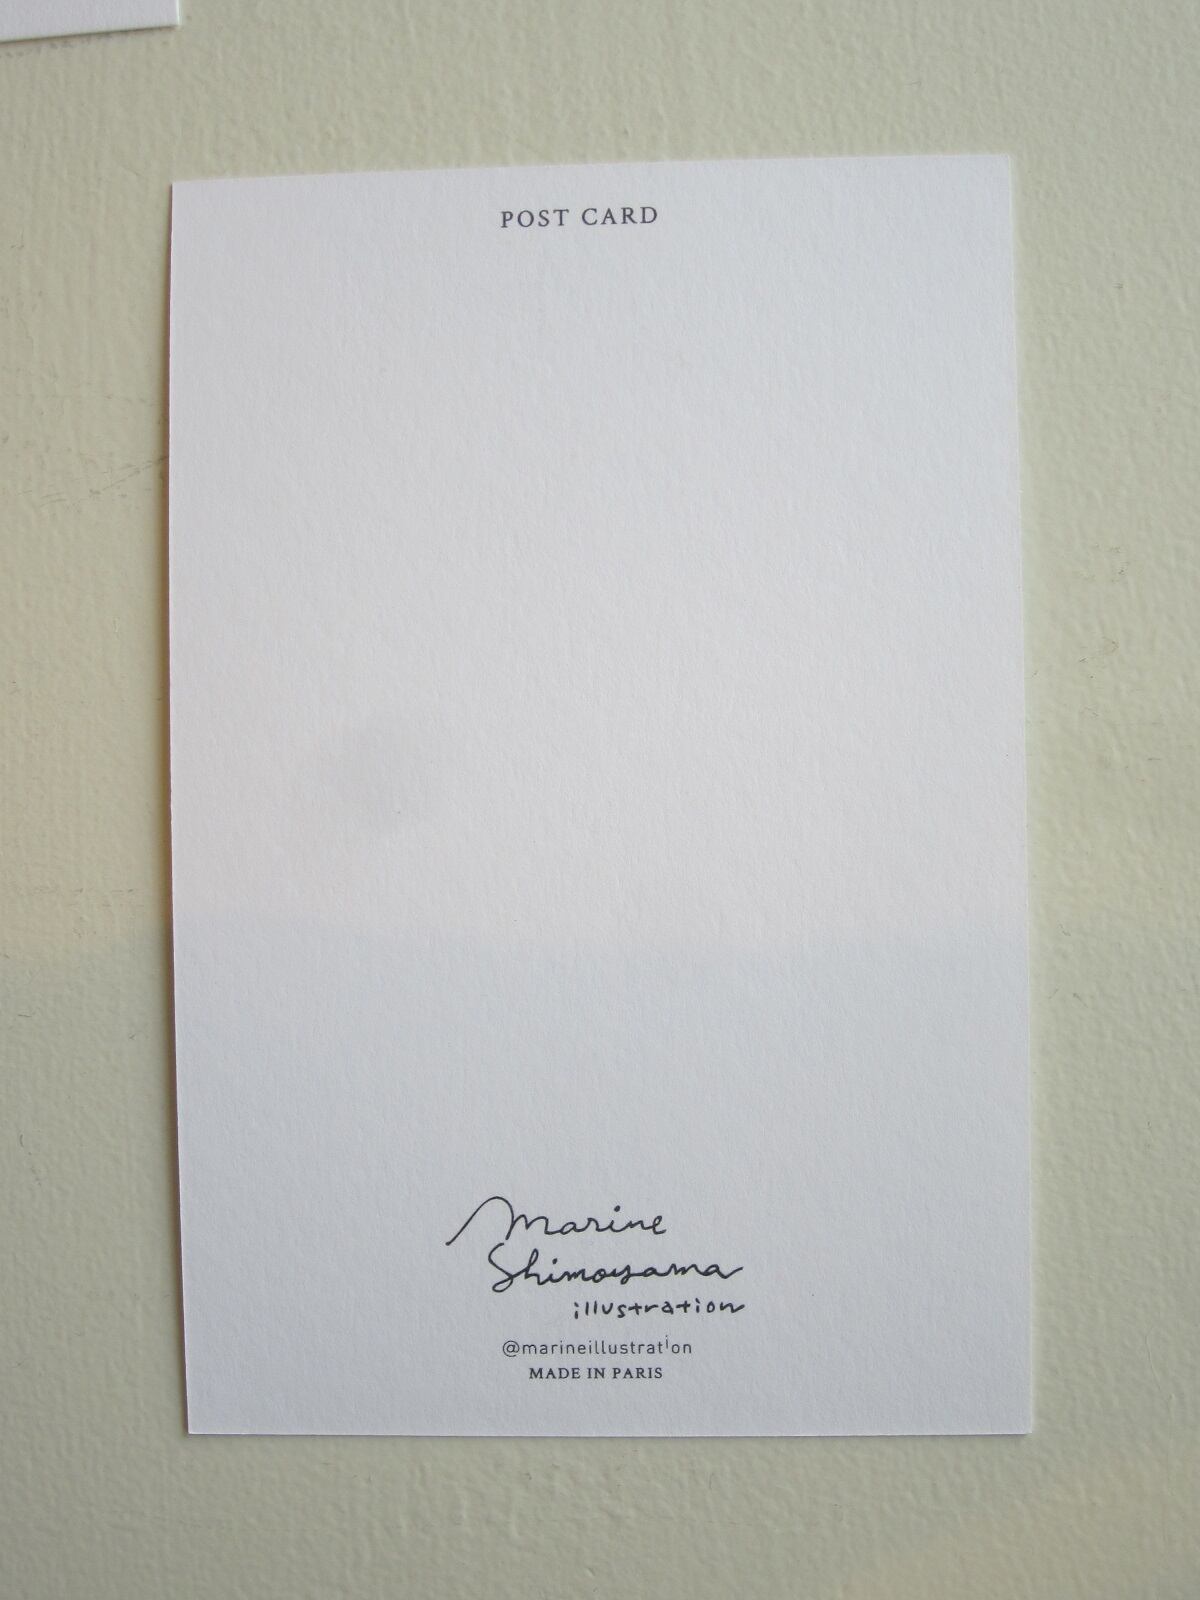 POST CARD
Marine
Shimoyama
illustration
@marineillustration
MADE IN PARIS